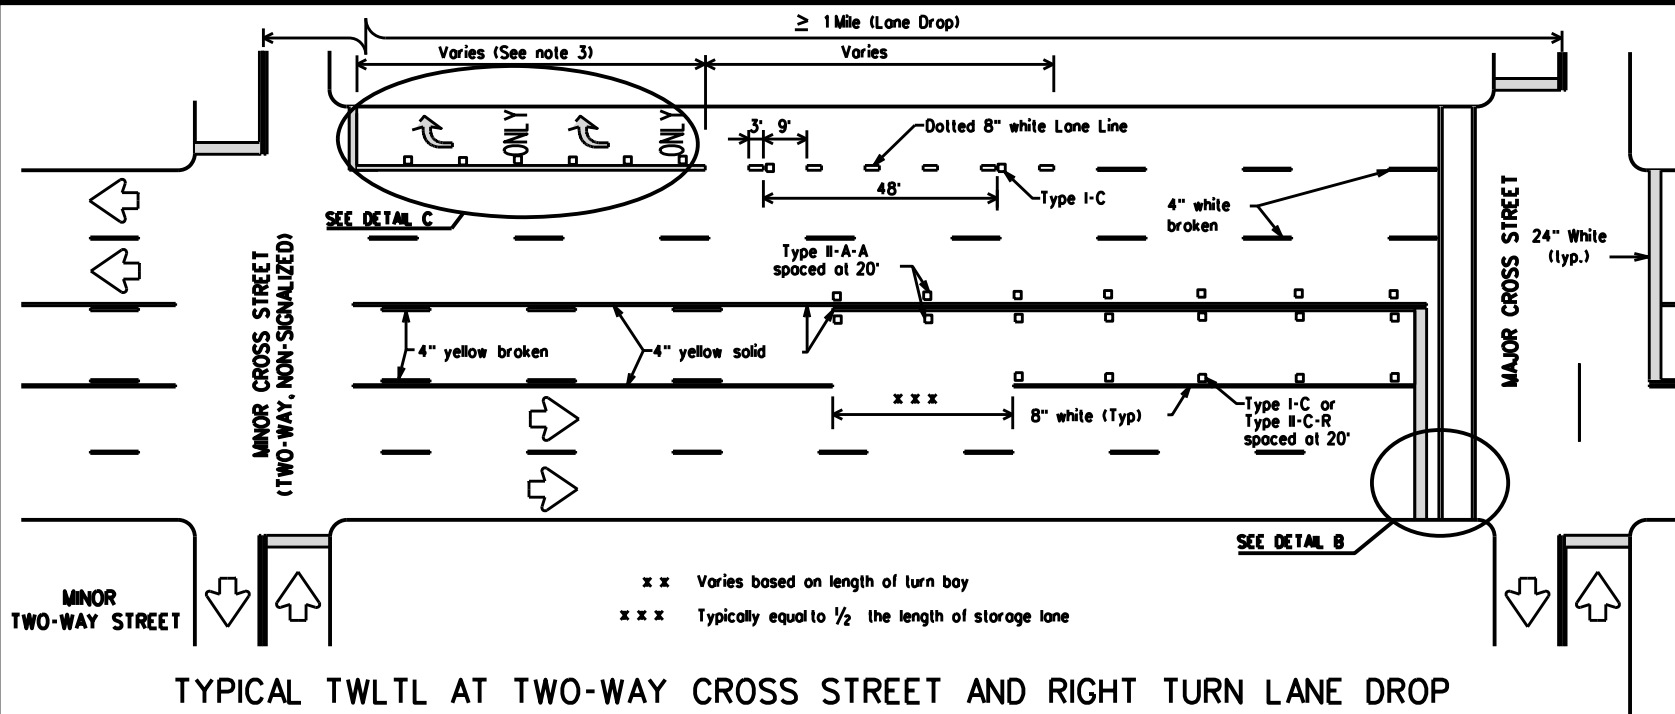 ≥ 1 Mile (Lane Drop)
Varies (See note 3)
Varies
ONLY
ONLY
3'
9'
Dotted 8" white Lane Line
48'
Type I-C
4" white
broken
SEE DETAIL C
Type II-A-A
spaced at 20'
24" White
(typ.)
MINOR CROSS STREET
(TWO-WAY, NON-SIGNALIZED)
MAJOR CROSS STREET
4" yellow broken
4" yellow solid
x x x
8" white (Typ)
Type I-C or
Type II-C-R
spaced at 20'
SEE DETAIL B
x x Varies based on length of turn bay
x x x Typically equal to 1/2 the length of storage lane
MINOR
TWO-WAY STREET
TYPICAL TWLTL AT TWO-WAY CROSS STREET AND RIGHT TURN LANE DROP